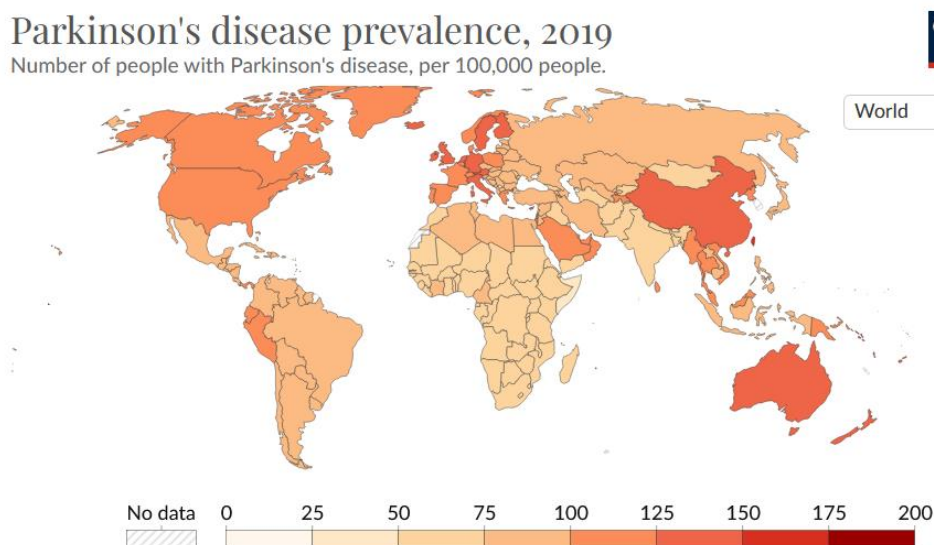 Parkinson's disease prevalence, 2019
Number of people with Parkinson's disease, per 100,000 people.
World
No data 0 25 50 75 100 125 150 175 200